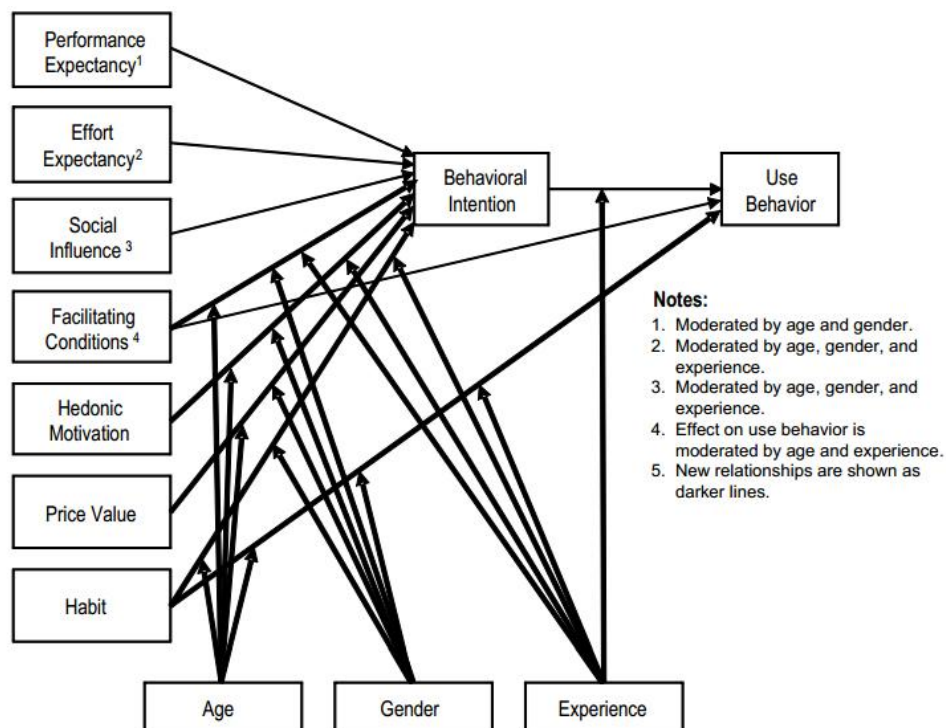 Performance
Expectancy1
Effort
Expectancy2
Social
Influence 3
Facilitating
Conditions 4
Hedonic
Motivation
Price Value
Habit
Behavioral
Intention
Use
Behavior
Notes:
1. Moderated by age and gender.
2. Moderated by age, gender, and
experience.
3. Moderated by age, gender, and
experience.
4. Effect on use behavior is
moderated by age and experience.
5. New relationships are shown as
darker lines.
Age
Gender
Experience